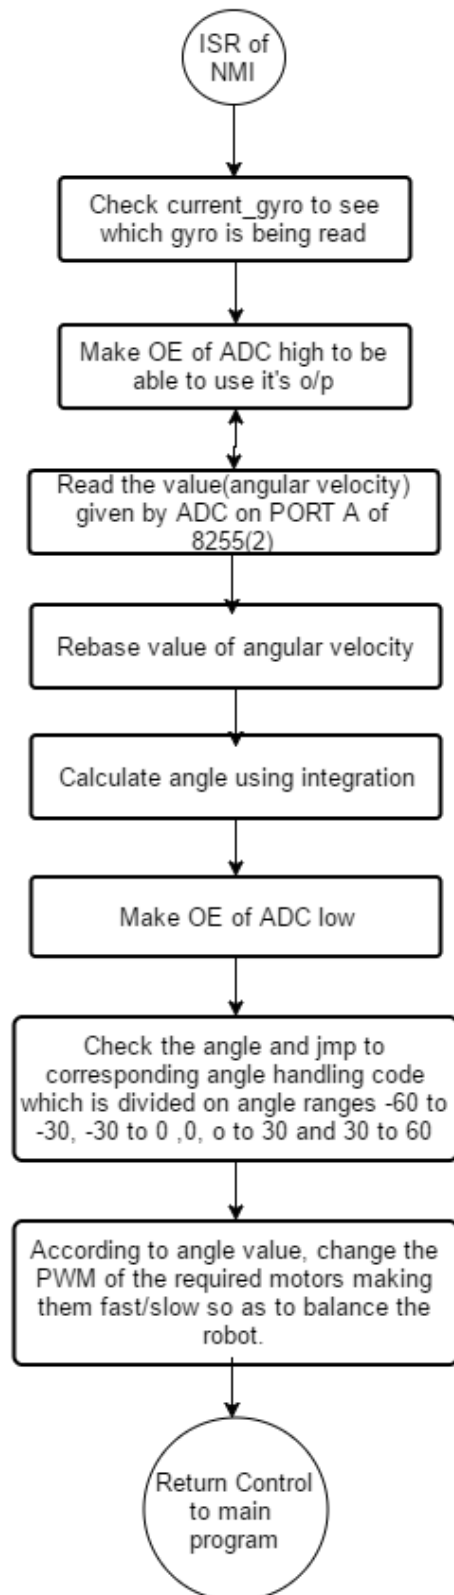 ISR of
NMI
Check current_gyro to see
which gyro is being read
Make OE of ADC high to be
able to use it's o/p
Read the value(angular velocity)
given by ADC on PORT A of
8255(2)
Rebase value of angular velocity
Calculate angle using integration
Make OE of ADC low
Check the angle and jmp to
corresponding angle handling code
which is divided on angle ranges -60 to
-30, -30 to 0 ,0, o to 30 and 30 to 60
According to angle value, change the
PWM of the required motors making
them fast/slow so as to balance the
robot.
Return Control
to main
program